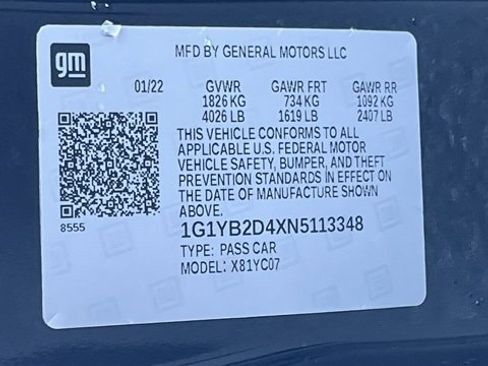 gm
MFD BY GENERAL MOTORS LLC
01/22 GVWR GAWR FRT GAWR RR
1826 KG 734 KG 1092 KG
4026 LB 1619 LB 2407 LB
THIS VEHICLE CONFORMS TO ALL
APPLICABLE U.S. FEDERAL MOTOR
VEHICLE SAFETY, BUMPER, AND THEFT
PREVENTION STANDARDS IN EFFECT ON
THE DATE OF MANUFACTURE SHOWN
ABOVE.
8555
1G1YB2D4XN5113348
TYPE: PASS CAR
MODEL: X81YC07